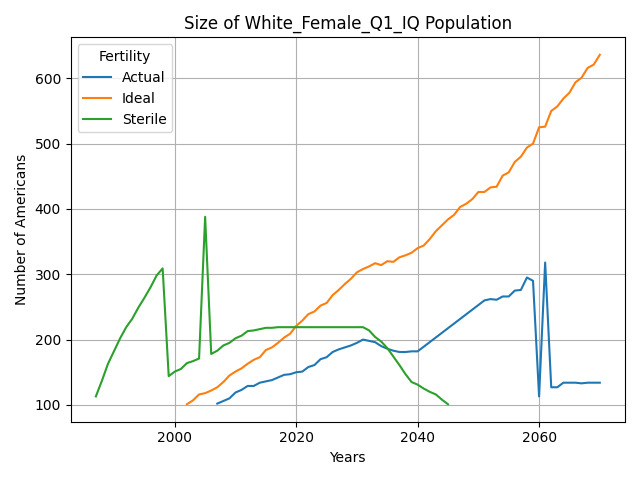 Size of White_Female_Q1_IQ Population
Fertility
Actual
Ideal
Sterile
Number of Americans
600
500
400
300
200
100
2000
2020
2040
2060
Years